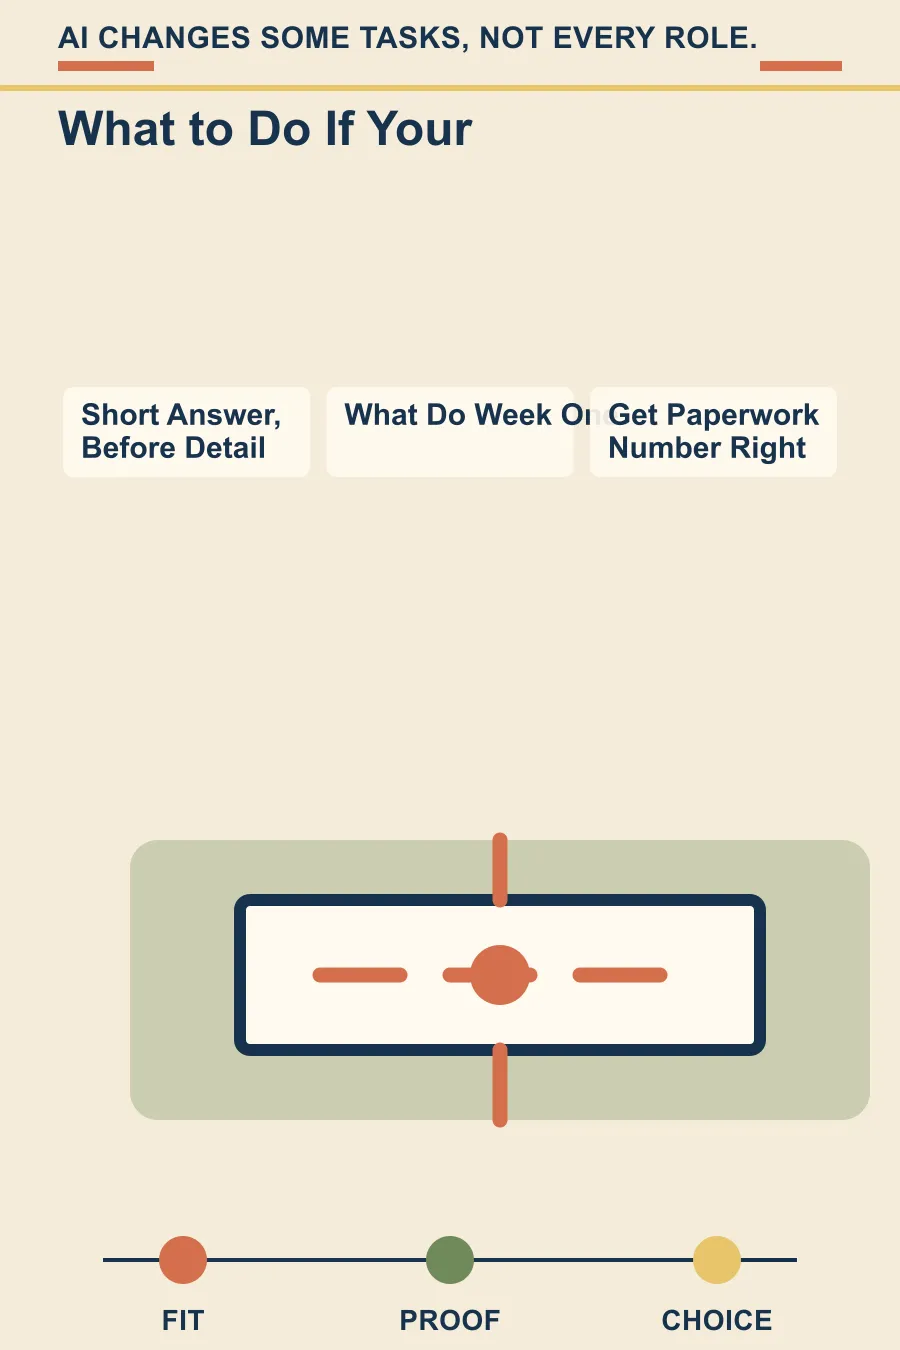 AI CHANGES SOME TASKS, NOT EVERY ROLE.
What to Do If Your
Short Answer,
Before Detail
What Do Week
Get Paperwork
Number Right
FIT
PROOF
CHOICE